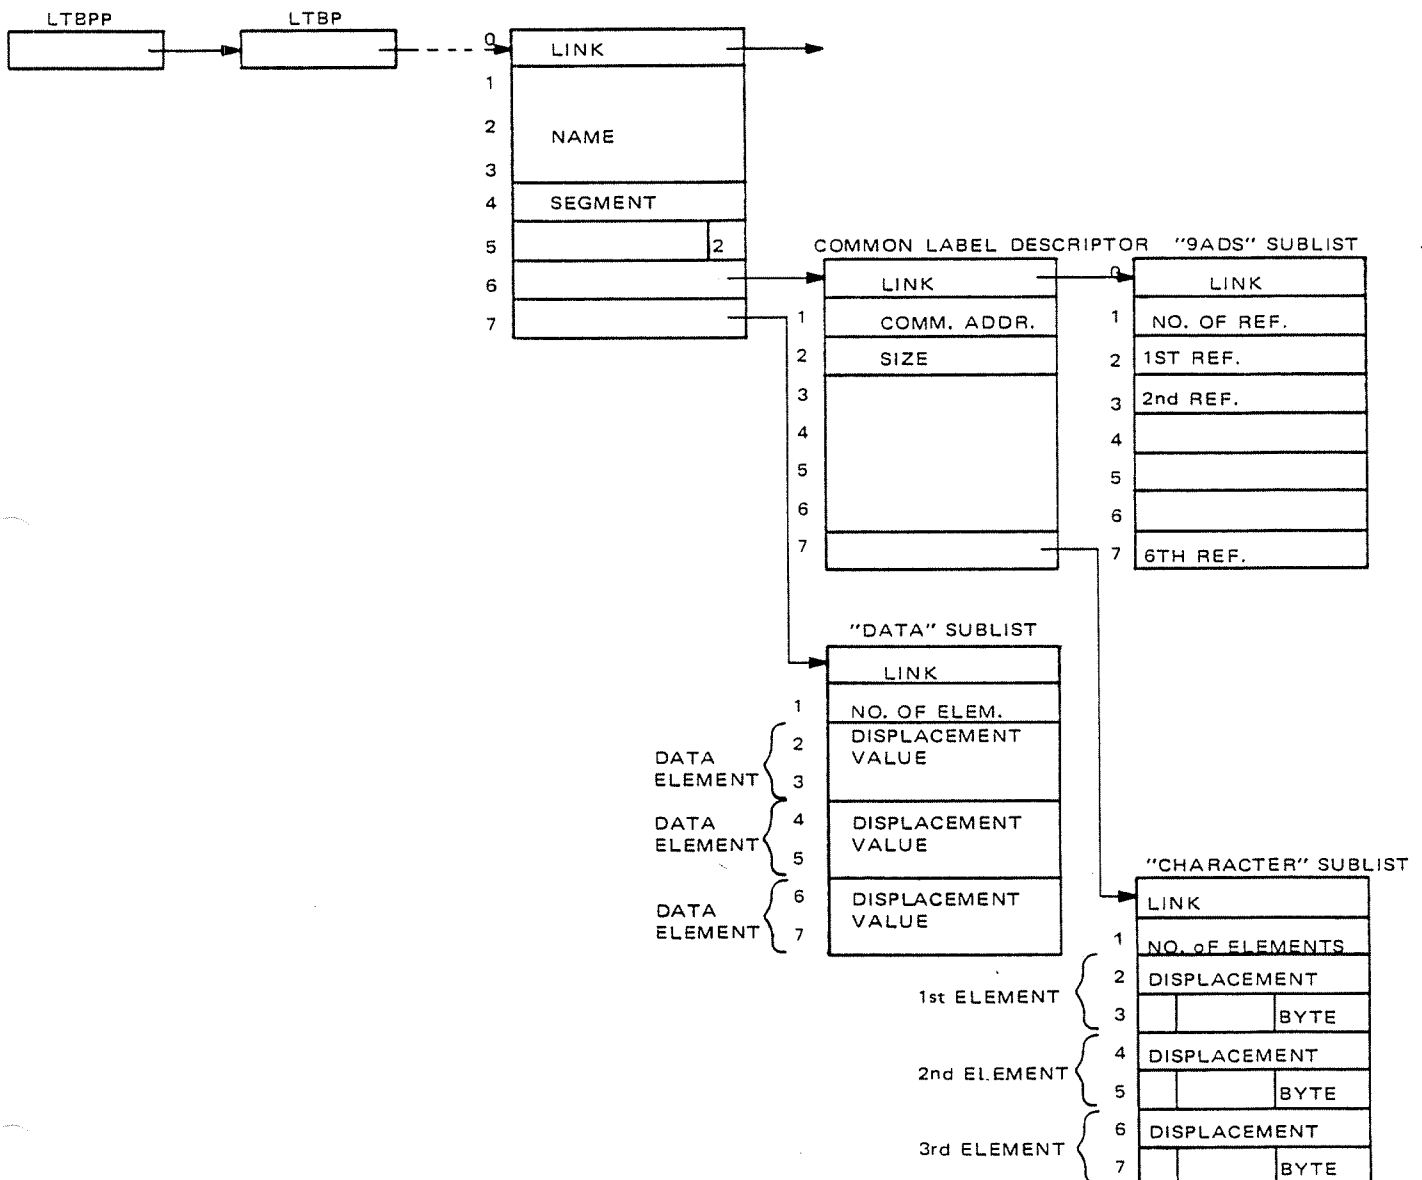 LTBPP
LTBP
0 LINK
1
2 NAME
3
4 SEGMENT
5 2
6
7
COMMON LABEL DESCRIPTOR
0 LINK
1 COMM. ADDR.
2 SIZE
3
4
5
6
7
"9ADS" SUBLIST
LINK
1 NO. OF REF.
2 1ST REF.
3 2nd REF.
4
5
6
7 6TH REF.
"DATA" SUBLIST
LINK
1 NO. OF ELEM.
DATA ELEMENT
2 DISPLACEMENT
3 VALUE
DATA ELEMENT
4 DISPLACEMENT
5 VALUE
DATA ELEMENT
6 DISPLACEMENT
7 VALUE
"CHARACTER" SUBLIST
LINK
1 NO. oF ELEMENTS
1st ELEMENT
2 DISPLACEMENT
3 BYTE
2nd ELEMENT
4 DISPLACEMENT
5 BYTE
3rd ELEMENT
6 DISPLACEMENT
7 BYTE